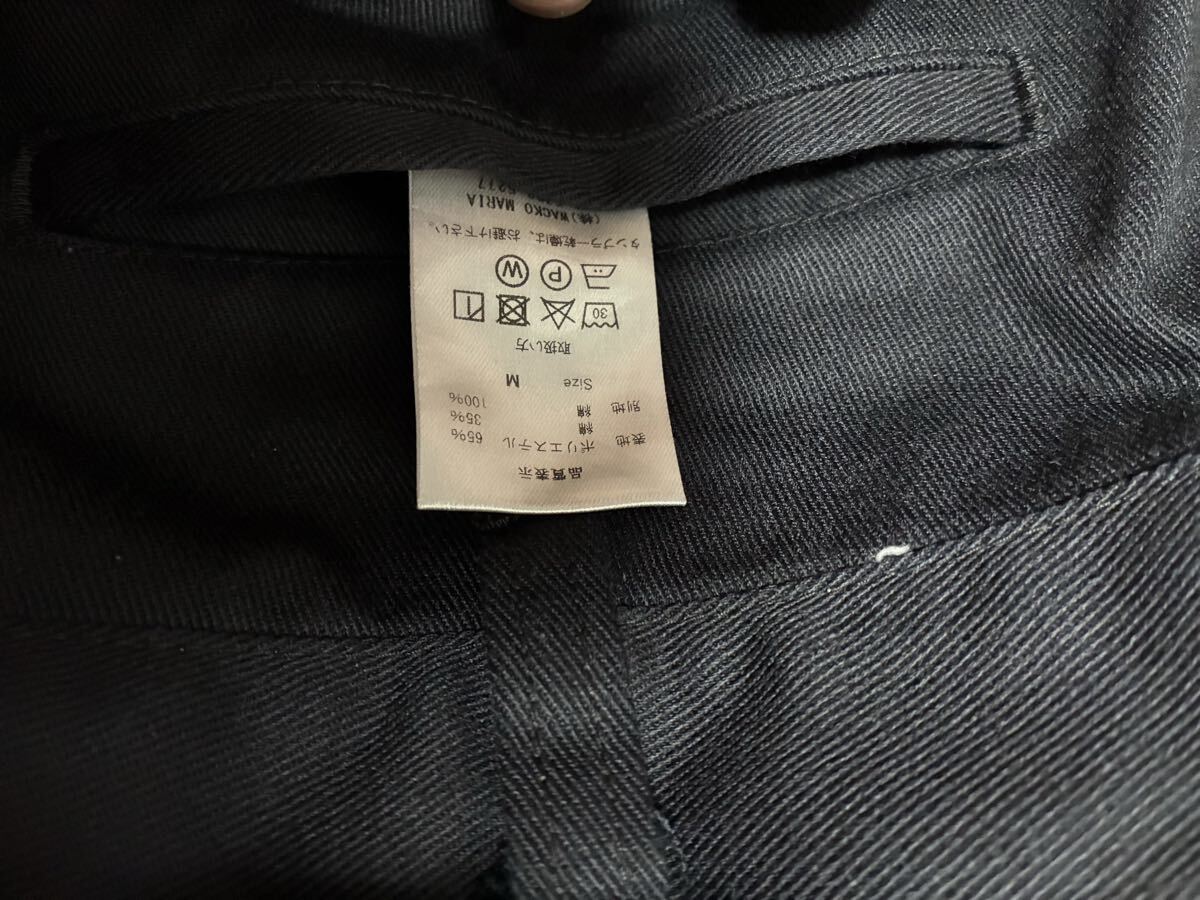 品質表示
表地 ポリエステル 65%
綿 35%
別地 綿 100%
Size M
取扱い方
30
P W
タンブラー乾燥は、お避け下さい。
(株)WACKO MARIA